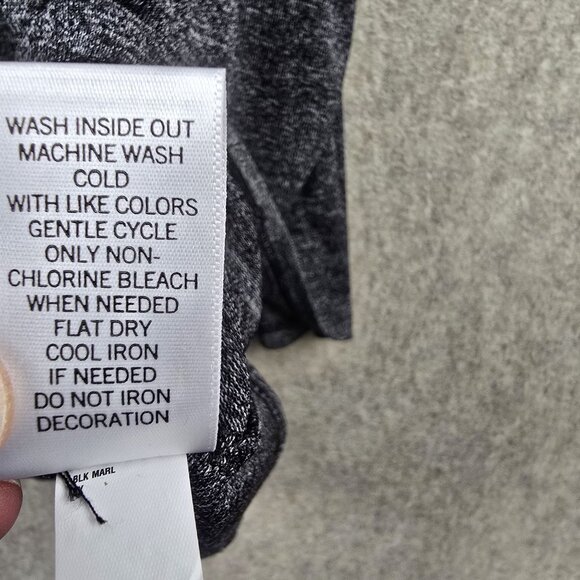 WASH INSIDE OUT
MACHINE WASH
COLD
WITH LIKE COLORS
GENTLE CYCLE
ONLY NON-
CHLORINE BLEACH
WHEN NEEDED
FLAT DRY
COOL IRON
IF NEEDED
DO NOT IRON
DECORATION
BLK MARL